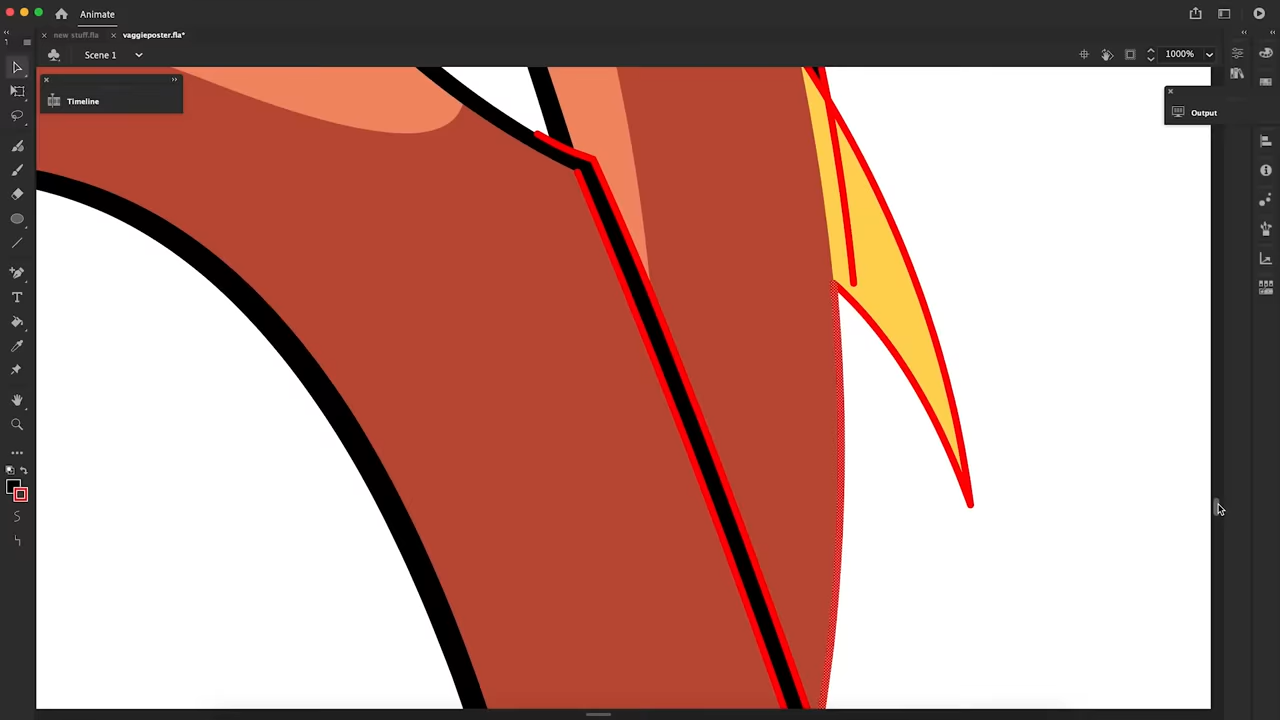 Animate
new stuff.fla
vaggieposter.fla*
Scene 1
1000%
Timeline
Output